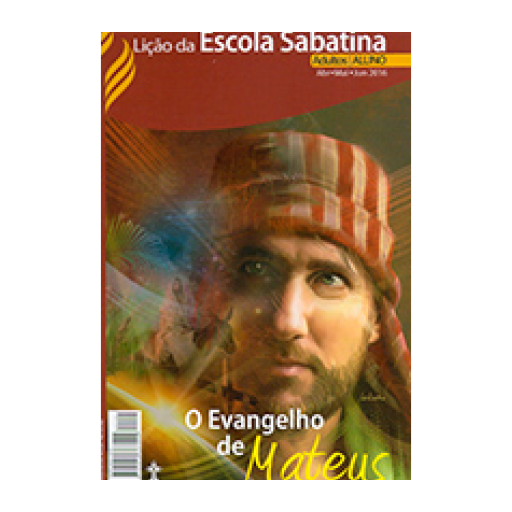 Lição da Escola Sabatina
Adultos | ALUNO
Abr•Mai•Jun 2016
O Evangelho
de
Mateus